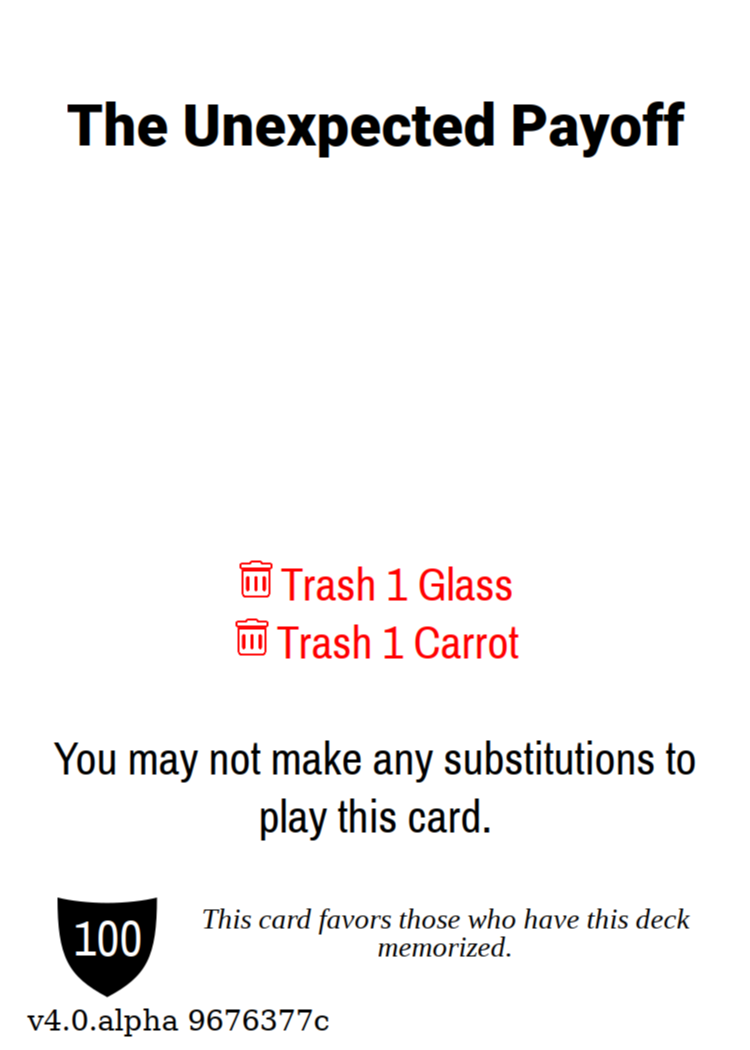 The Unexpected Payoff
Trash 1 Glass
Trash 1 Carrot
You may not make any substitutions to
play this card.
100
This card favors those who have this deck
memorized.
v4.0.alpha 9676377c